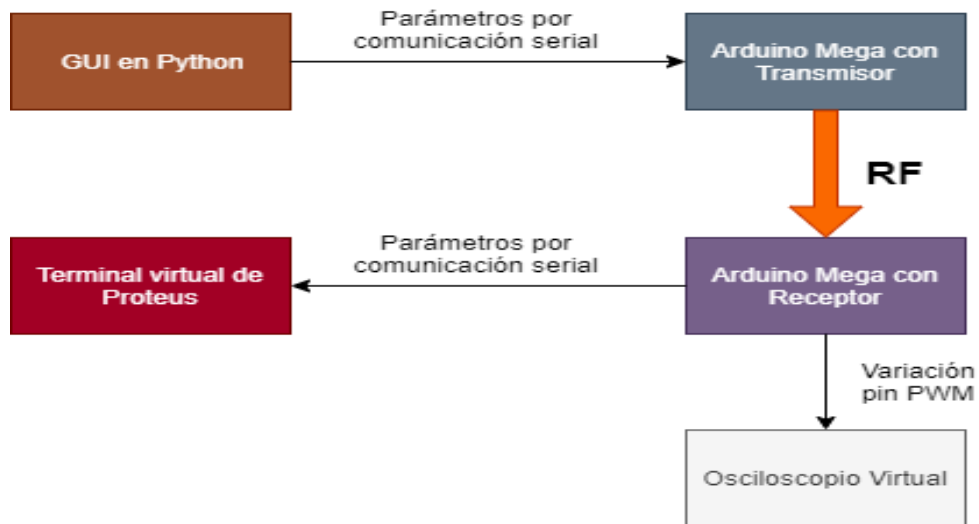 Parámetros por
comunicación serial
GUI en Python
Arduino Mega con
Transmisor
RF
Parámetros por
comunicación serial
Terminal virtual de
Proteus
Arduino Mega con
Receptor
Variación
pin PWM
Osciloscopio Virtual